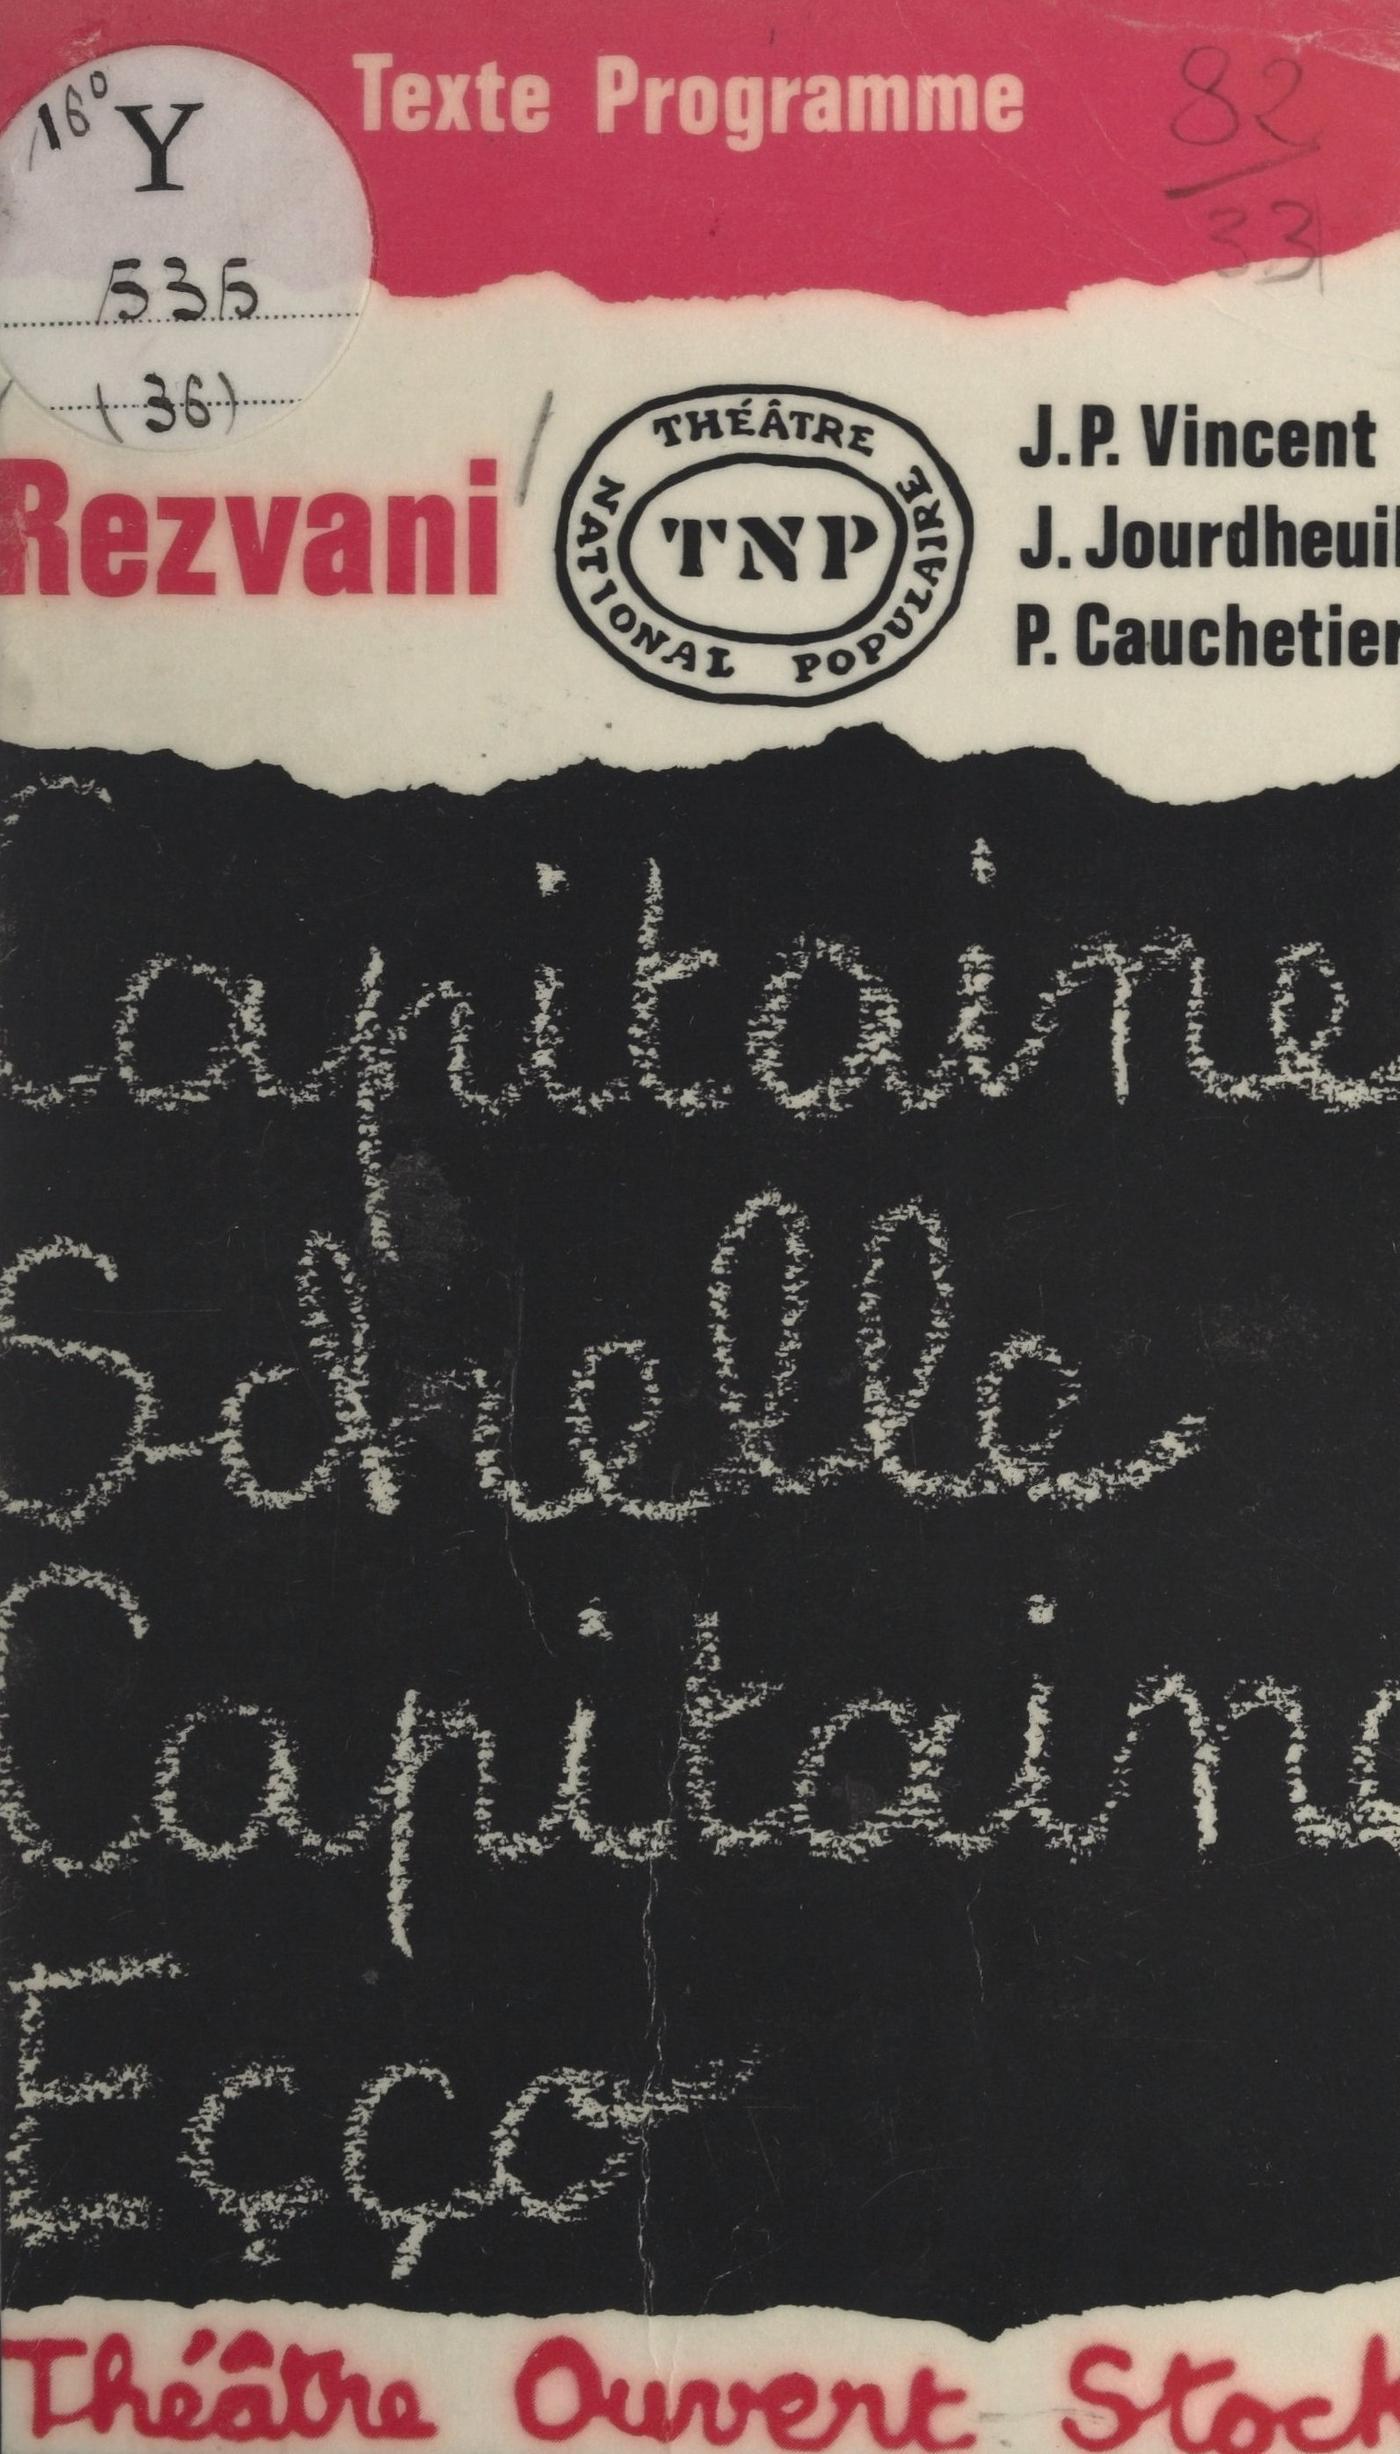 Texte Programme
16º
Y
535
(36)
82
33
Rezvani
THÉÂTRE
NATIONAL POPULAIRE
TNP
J.P. Vincent
J. Jourdheuil
P. Cauchetier
Capitaine
Schelle
Capitaine
Eçço
Théâtre Ouvert Stock